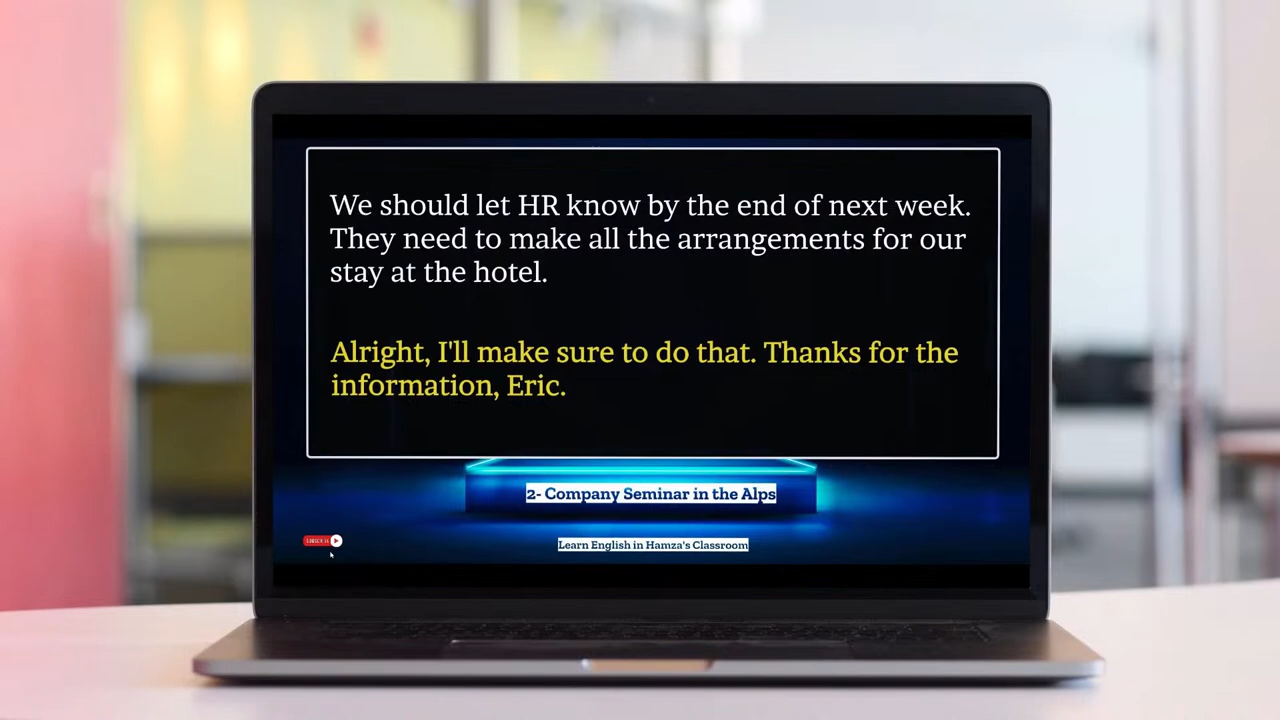 We should let HR know by the end of next week.
They need to make all the arrangements for our
stay at the hotel.
Alright, I'll make sure to do that. Thanks for the
information, Eric.
2- Company Seminar in the Alps
Learn English in Hamza's Classroom